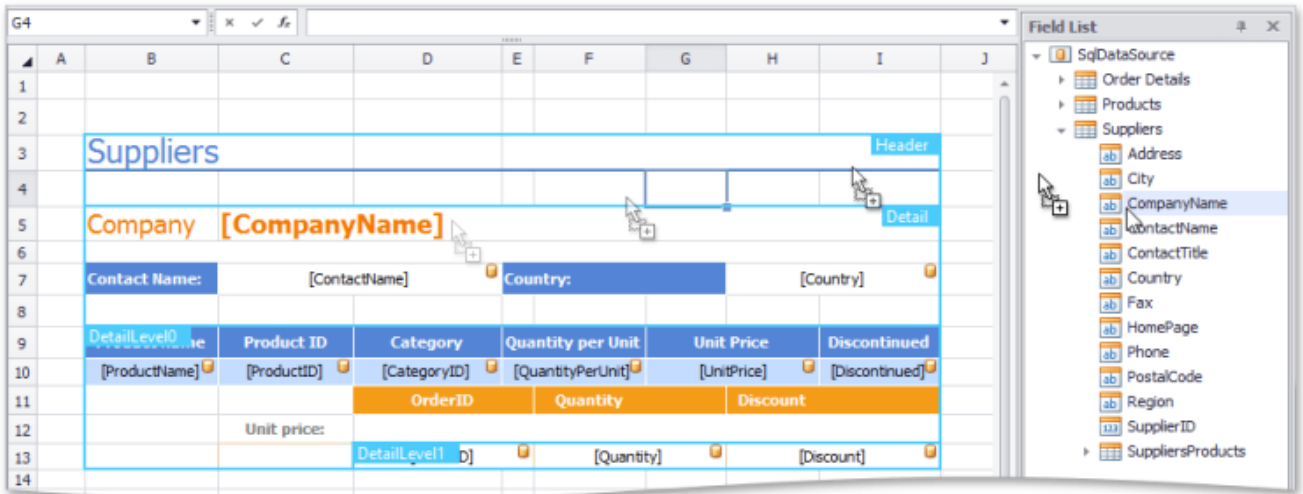 G4
Field List
A B C D E F G H I J
SqlDataSource
1
Order Details
2
Products
Suppliers
3 Suppliers Header
Address
4
City
CompanyName
5 Company [CompanyName] Detail
ContactName
6
ContactTitle
7 Contact Name: [ContactName] Country: [Country]
Country
8
Fax
HomePage
9 DetailLevel0 Product ID Category Quantity per Unit Unit Price Discontinued
Phone
10 [ProductName] [ProductID] [CategoryID] [QuantityPerUnit] [UnitPrice] [Discontinued]
PostalCode
11 OrderID Quantity Discount
Region
12 Unit price:
SupplierID
13 DetailLevel1 [Quantity] [Discount]
SuppliersProducts
14